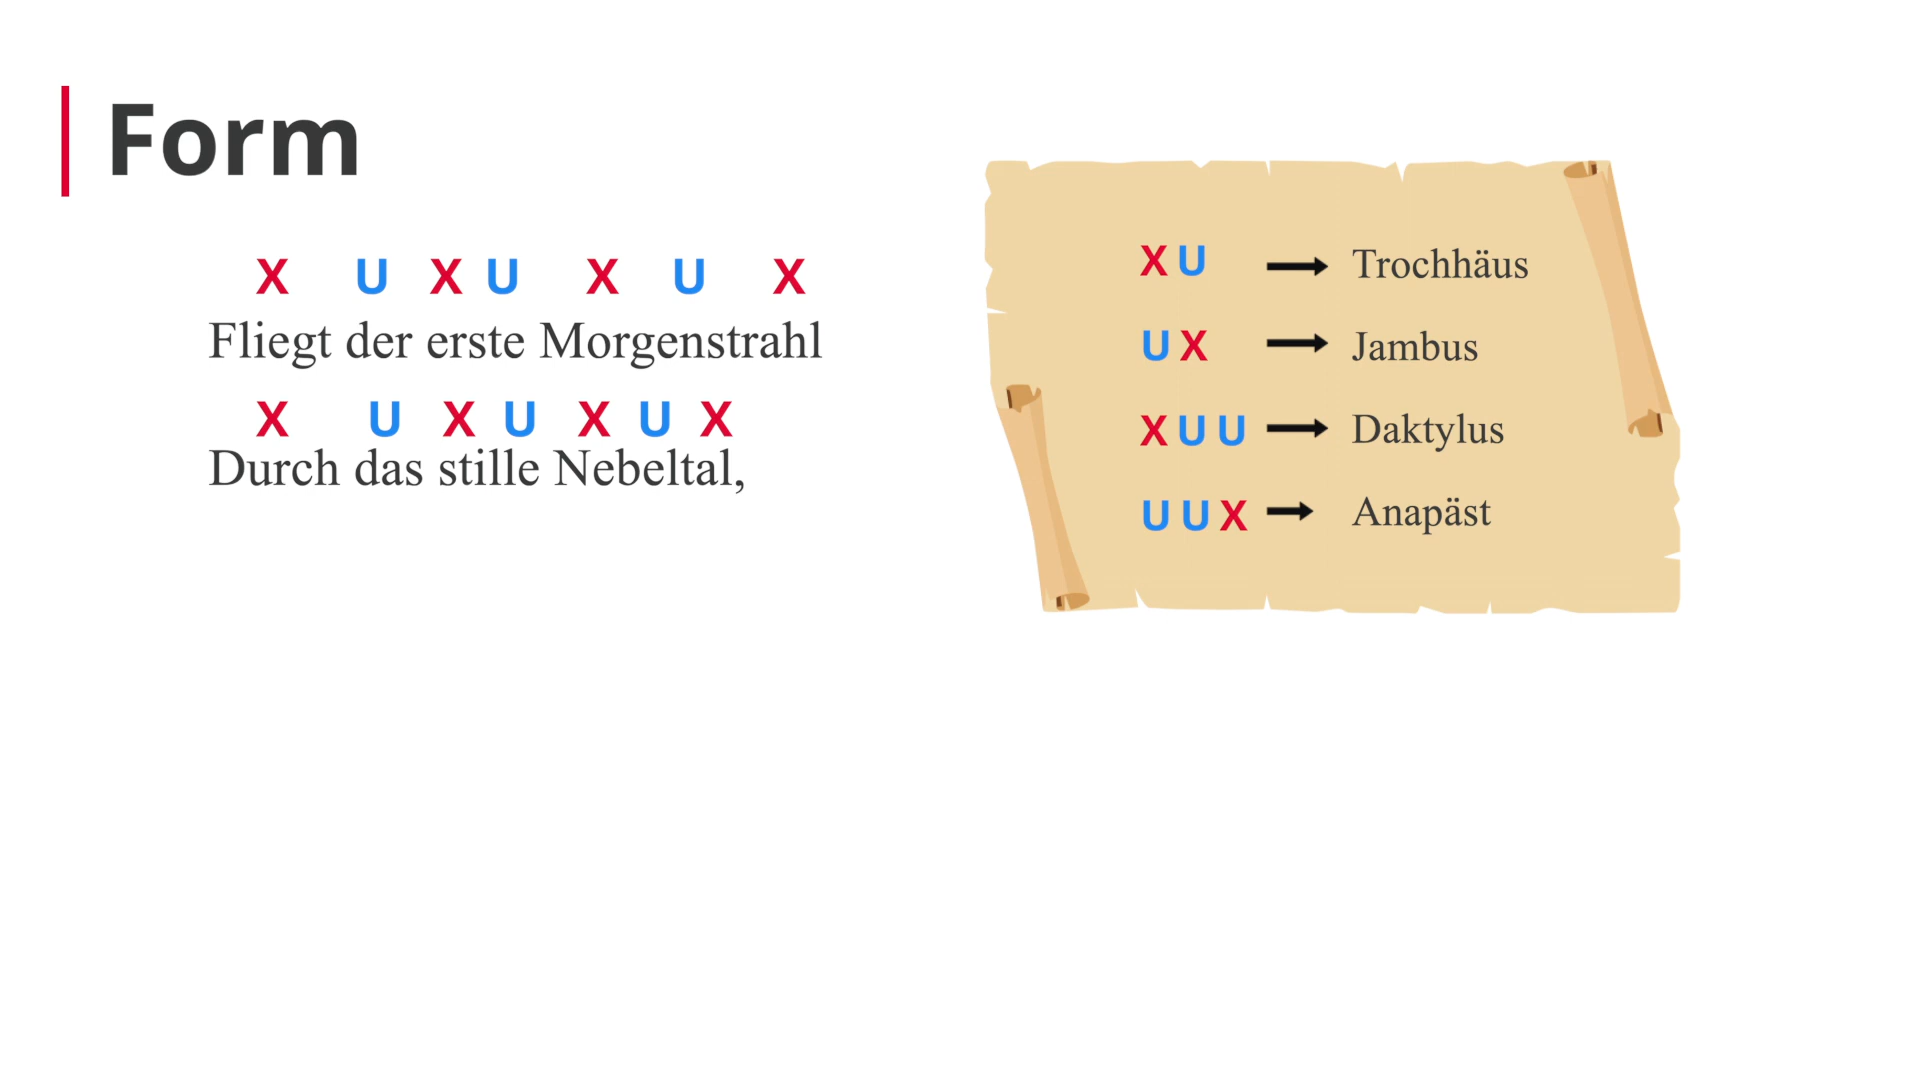 Form
X U X U X U X
Fliegt der erste Morgenstrahl
X U X U X U X
Durch das stille Nebeltal,
X U → Trochhäus
U X → Jambus
X U U → Daktylus
U U X → Anapäst